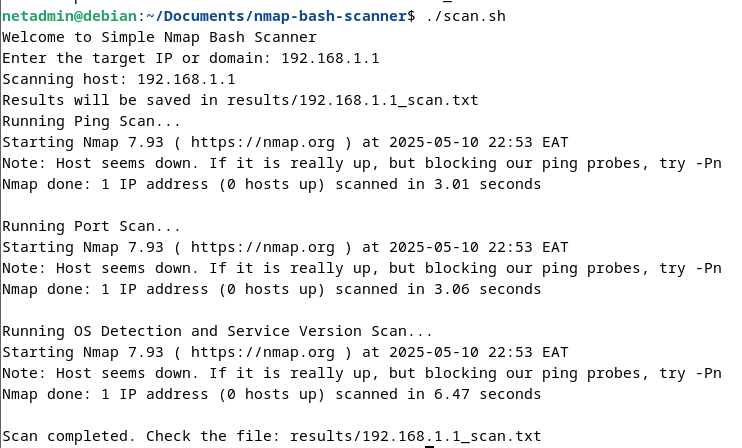 netadmin@debian:~/Documents/nmap-bash-scanner$ ./scan.sh
Welcome to Simple Nmap Bash Scanner
Enter the target IP or domain: 192.168.1.1
Scanning host: 192.168.1.1
Results will be saved in results/192.168.1.1_scan.txt
Running Ping Scan...
Starting Nmap 7.93 ( https://nmap.org ) at 2025-05-10 22:53 EAT
Note: Host seems down. If it is really up, but blocking our ping probes, try -Pn
Nmap done: 1 IP address (0 hosts up) scanned in 3.01 seconds

Running Port Scan...
Starting Nmap 7.93 ( https://nmap.org ) at 2025-05-10 22:53 EAT
Note: Host seems down. If it is really up, but blocking our ping probes, try -Pn
Nmap done: 1 IP address (0 hosts up) scanned in 3.06 seconds

Running OS Detection and Service Version Scan...
Starting Nmap 7.93 ( https://nmap.org ) at 2025-05-10 22:53 EAT
Note: Host seems down. If it is really up, but blocking our ping probes, try -Pn
Nmap done: 1 IP address (0 hosts up) scanned in 6.47 seconds

Scan completed. Check the file: results/192.168.1.1_scan.txt